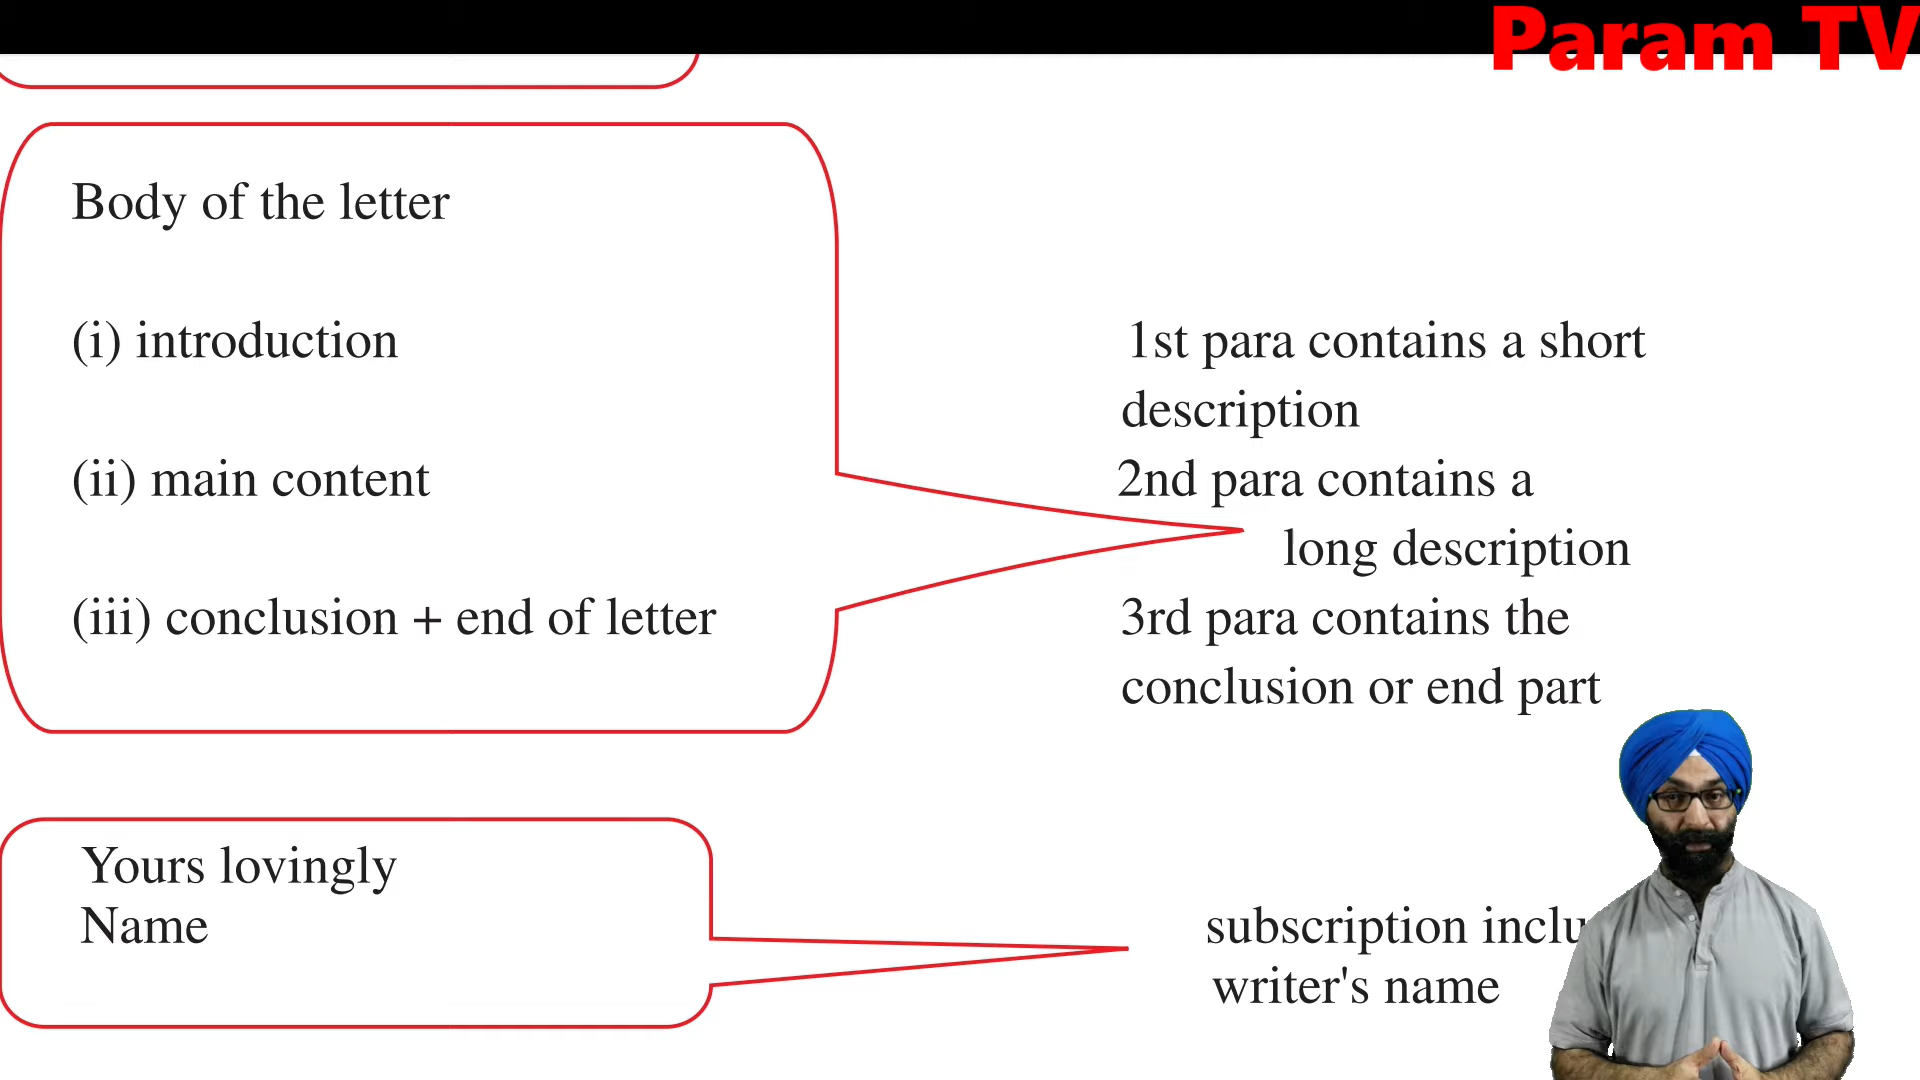 Param TV
Body of the letter
(i) introduction
(ii) main content
(iii) conclusion + end of letter
1st para contains a short
description
2nd para contains a
long description
3rd para contains the
conclusion or end part
Yours lovingly
Name
subscription
writer's name